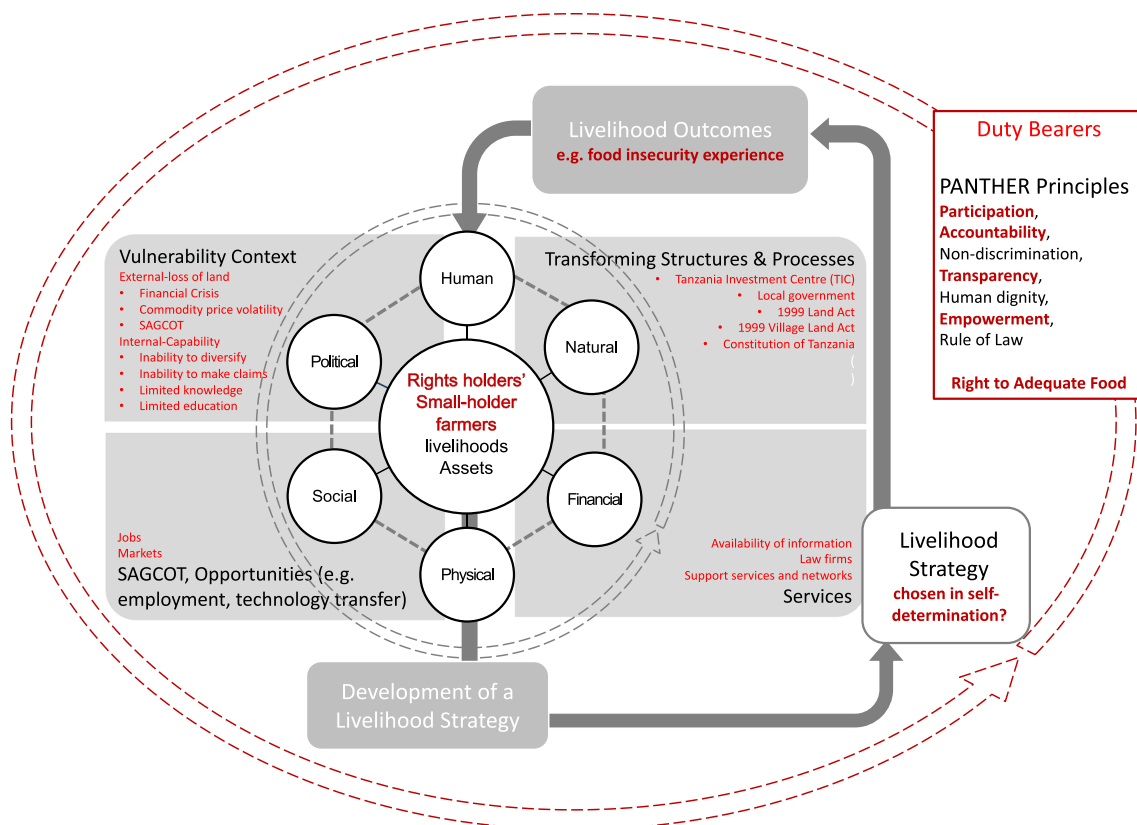 Livelihood Outcomes
e.g. food insecurity experience
Duty Bearers
PANTHER Principles
Participation,
Accountability,
Non-discrimination,
Transparency,
Human dignity,
Empowerment,
Rule of Law
Right to Adequate Food
Vulnerability Context
External-loss of land
• Financial Crisis
• Commodity price volatility
• SAGCOT
Internal-Capability
• Inability to diversify
• Inability to make claims
• Limited knowledge
• Limited education
Transforming Structures & Processes
• Tanzania Investment Centre (TIC)
• Local government
• 1999 Land Act
• 1999 Village Land Act
• Constitution of Tanzania
(
)
Human
Political
Natural
Rights holders'
Small-holder
farmers
livelihoods
Assets
Social
Financial
Physical
Jobs
Markets
SAGCOT, Opportunities (e.g.
employment, technology transfer)
Availability of information
Law firms
Support services and networks
Services
Livelihood
Strategy
chosen in self-
determination?
Development of a
Livelihood Strategy